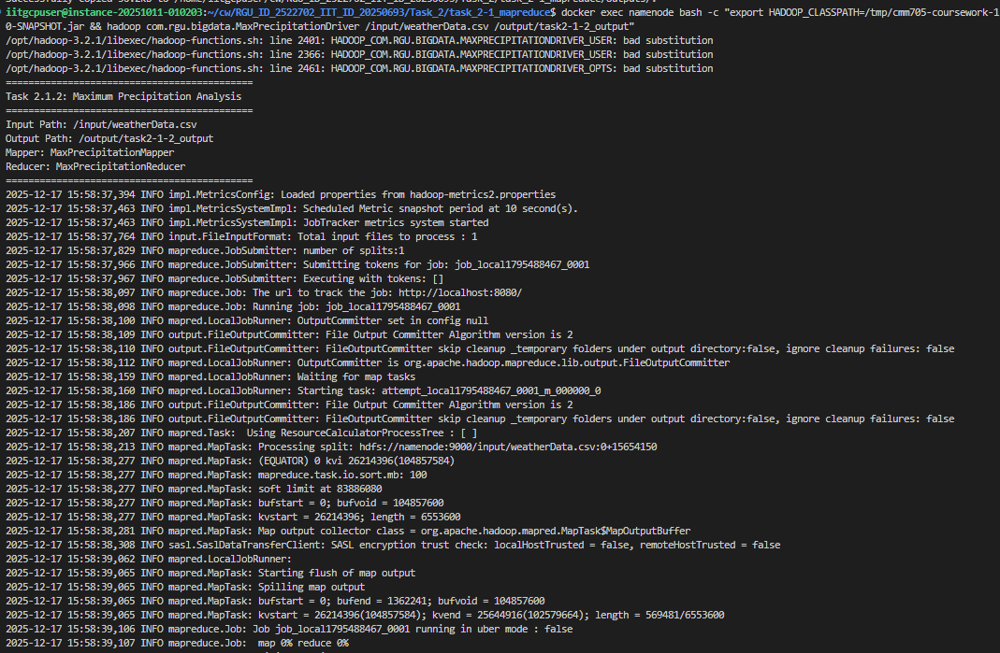 iitgcpuser@instance-20251011-010203:~/cw/RGU_ID_2522702_IIT_ID_20250693/Task_2/task_2-1_mapreduce$ docker exec namenode bash -c "export HADOOP_CLASSPATH=/tmp/cmm705-coursework-1
0-SNAPSHOT.jar && hadoop com.rgu.bigdata.MaxPrecipitationDriver /input/weatherData.csv /output/task2-1-2_output"
/opt/hadoop-3.2.1/libexec/hadoop-functions.sh: line 2401: HADOOP_COM.RGU.BIGDATA.MAXPRECIPITATIONDRIVER_USER: bad substitution
/opt/hadoop-3.2.1/libexec/hadoop-functions.sh: line 2366: HADOOP_COM.RGU.BIGDATA.MAXPRECIPITATIONDRIVER_USER: bad substitution
/opt/hadoop-3.2.1/libexec/hadoop-functions.sh: line 2461: HADOOP_COM.RGU.BIGDATA.MAXPRECIPITATIONDRIVER_OPTS: bad substitution
==========================================
Task 2.1.2: Maximum Precipitation Analysis
==========================================
Input Path: /input/weatherData.csv
Output Path: /output/task2-1-2_output
Mapper: MaxPrecipitationMapper
Reducer: MaxPrecipitationReducer
==========================================
2025-12-17 15:58:37,394 INFO impl.MetricsConfig: Loaded properties from hadoop-metrics2.properties
2025-12-17 15:58:37,463 INFO impl.MetricsSystemImpl: Scheduled Metric snapshot period at 10 second(s).
2025-12-17 15:58:37,463 INFO impl.MetricsSystemImpl: JobTracker metrics system started
2025-12-17 15:58:37,764 INFO input.FileInputFormat: Total input files to process : 1
2025-12-17 15:58:37,829 INFO mapreduce.JobSubmitter: number of splits:1
2025-12-17 15:58:37,966 INFO mapreduce.JobSubmitter: Submitting tokens for job: job_local1795488467_0001
2025-12-17 15:58:37,967 INFO mapreduce.JobSubmitter: Executing with tokens: []
2025-12-17 15:58:38,097 INFO mapreduce.Job: The url to track the job: http://localhost:8080/
2025-12-17 15:58:38,098 INFO mapreduce.Job: Running job: job_local1795488467_0001
2025-12-17 15:58:38,100 INFO mapred.LocalJobRunner: OutputCommitter set in config null
2025-12-17 15:58:38,109 INFO output.FileOutputCommitter: File Output Committer Algorithm version is 2
2025-12-17 15:58:38,110 INFO output.FileOutputCommitter: FileOutputCommitter skip cleanup _temporary folders under output directory:false, ignore cleanup failures: false
2025-12-17 15:58:38,112 INFO mapred.LocalJobRunner: OutputCommitter is org.apache.hadoop.mapreduce.lib.output.FileOutputCommitter
2025-12-17 15:58:38,159 INFO mapred.LocalJobRunner: Waiting for map tasks
2025-12-17 15:58:38,160 INFO mapred.LocalJobRunner: Starting task: attempt_local1795488467_0001_m_000000_0
2025-12-17 15:58:38,186 INFO output.FileOutputCommitter: File Output Committer Algorithm version is 2
2025-12-17 15:58:38,186 INFO output.FileOutputCommitter: FileOutputCommitter skip cleanup _temporary folders under output directory:false, ignore cleanup failures: false
2025-12-17 15:58:38,207 INFO mapred.Task:  Using ResourceCalculatorProcessTree : [ ]
2025-12-17 15:58:38,213 INFO mapred.MapTask: Processing split: hdfs://namenode:9000/input/weatherData.csv:0+15654150
2025-12-17 15:58:38,277 INFO mapred.MapTask: (EQUATOR) 0 kvi 26214396(104857584)
2025-12-17 15:58:38,277 INFO mapred.MapTask: mapreduce.task.io.sort.mb: 100
2025-12-17 15:58:38,277 INFO mapred.MapTask: soft limit at 83886080
2025-12-17 15:58:38,277 INFO mapred.MapTask: bufstart = 0; bufvoid = 104857600
2025-12-17 15:58:38,277 INFO mapred.MapTask: kvstart = 26214396; length = 6553600
2025-12-17 15:58:38,281 INFO mapred.MapTask: Map output collector class = org.apache.hadoop.mapred.MapTask$MapOutputBuffer
2025-12-17 15:58:38,308 INFO sasl.SaslDataTransferClient: SASL encryption trust check: localHostTrusted = false, remoteHostTrusted = false
2025-12-17 15:58:39,062 INFO mapred.LocalJobRunner:
2025-12-17 15:58:39,065 INFO mapred.MapTask: Starting flush of map output
2025-12-17 15:58:39,065 INFO mapred.MapTask: Spilling map output
2025-12-17 15:58:39,065 INFO mapred.MapTask: bufstart = 0; bufend = 1362241; bufvoid = 104857600
2025-12-17 15:58:39,065 INFO mapred.MapTask: kvstart = 26214396(104857584); kvend = 25644916(102579664); length = 569481/6553600
2025-12-17 15:58:39,106 INFO mapreduce.Job: Job job_local1795488467_0001 running in uber mode : false
2025-12-17 15:58:39,107 INFO mapreduce.Job:  map 0% reduce 0%